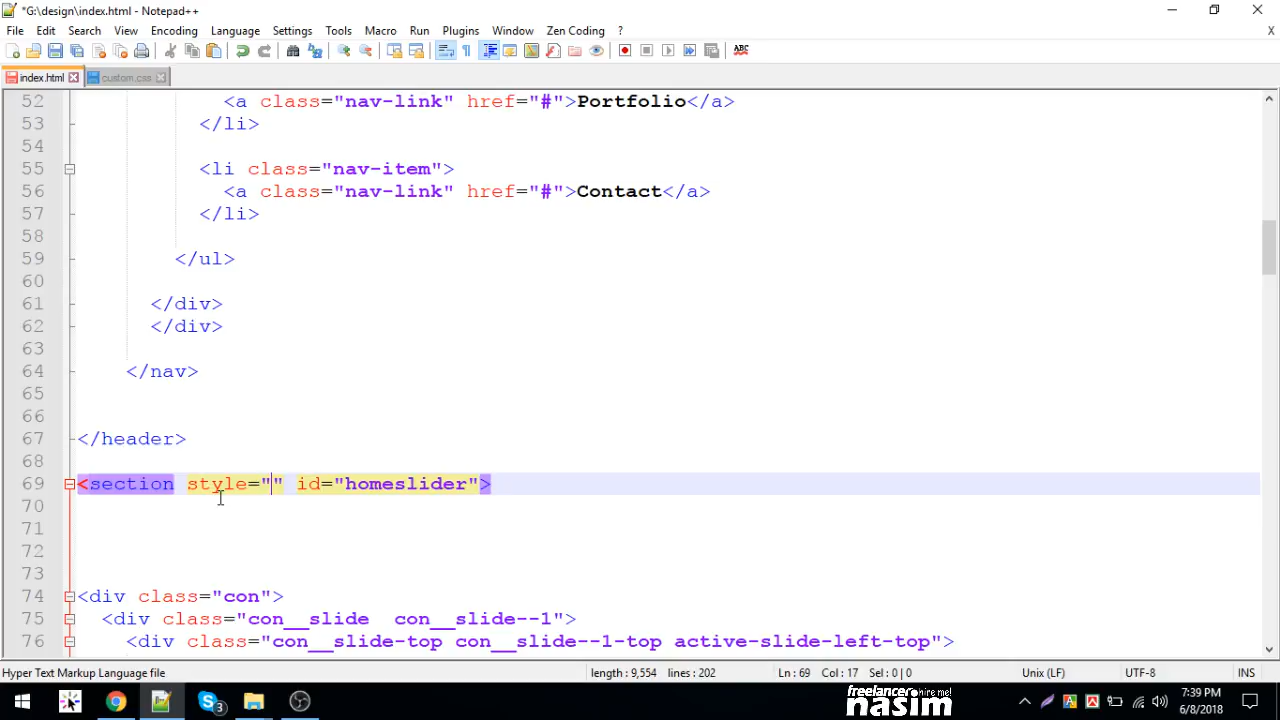 *G:\design\index.html - Notepad++
File Edit Search View Encoding Language Settings Tools Macro Run Plugins Window Zen Coding ? X
ABC
index.html custom.css
52 <a class="nav-link" href="#">Portfolio</a>
53 </li>
54
55 <li class="nav-item">
56 <a class="nav-link" href="#">Contact</a>
57 </li>
58
59 </ul>
60
61 </div>
62 </div>
63
64 </nav>
65
66
67 </header>
68
69 <section style="" id="homeslider">
70
71
72
73
74 <div class="con">
75 <div class="con__slide con__slide--1">
76 <div class="con__slide-top con__slide--1-top active-slide-left-top">
Hyper Text Markup Language file length : 9,554 lines : 202 Ln : 69 Col : 17 Sel : 0 | 0 Unix (LF) UTF-8 INS
3
freelancer hire me!
nasim
7:39 PM
6/8/2018